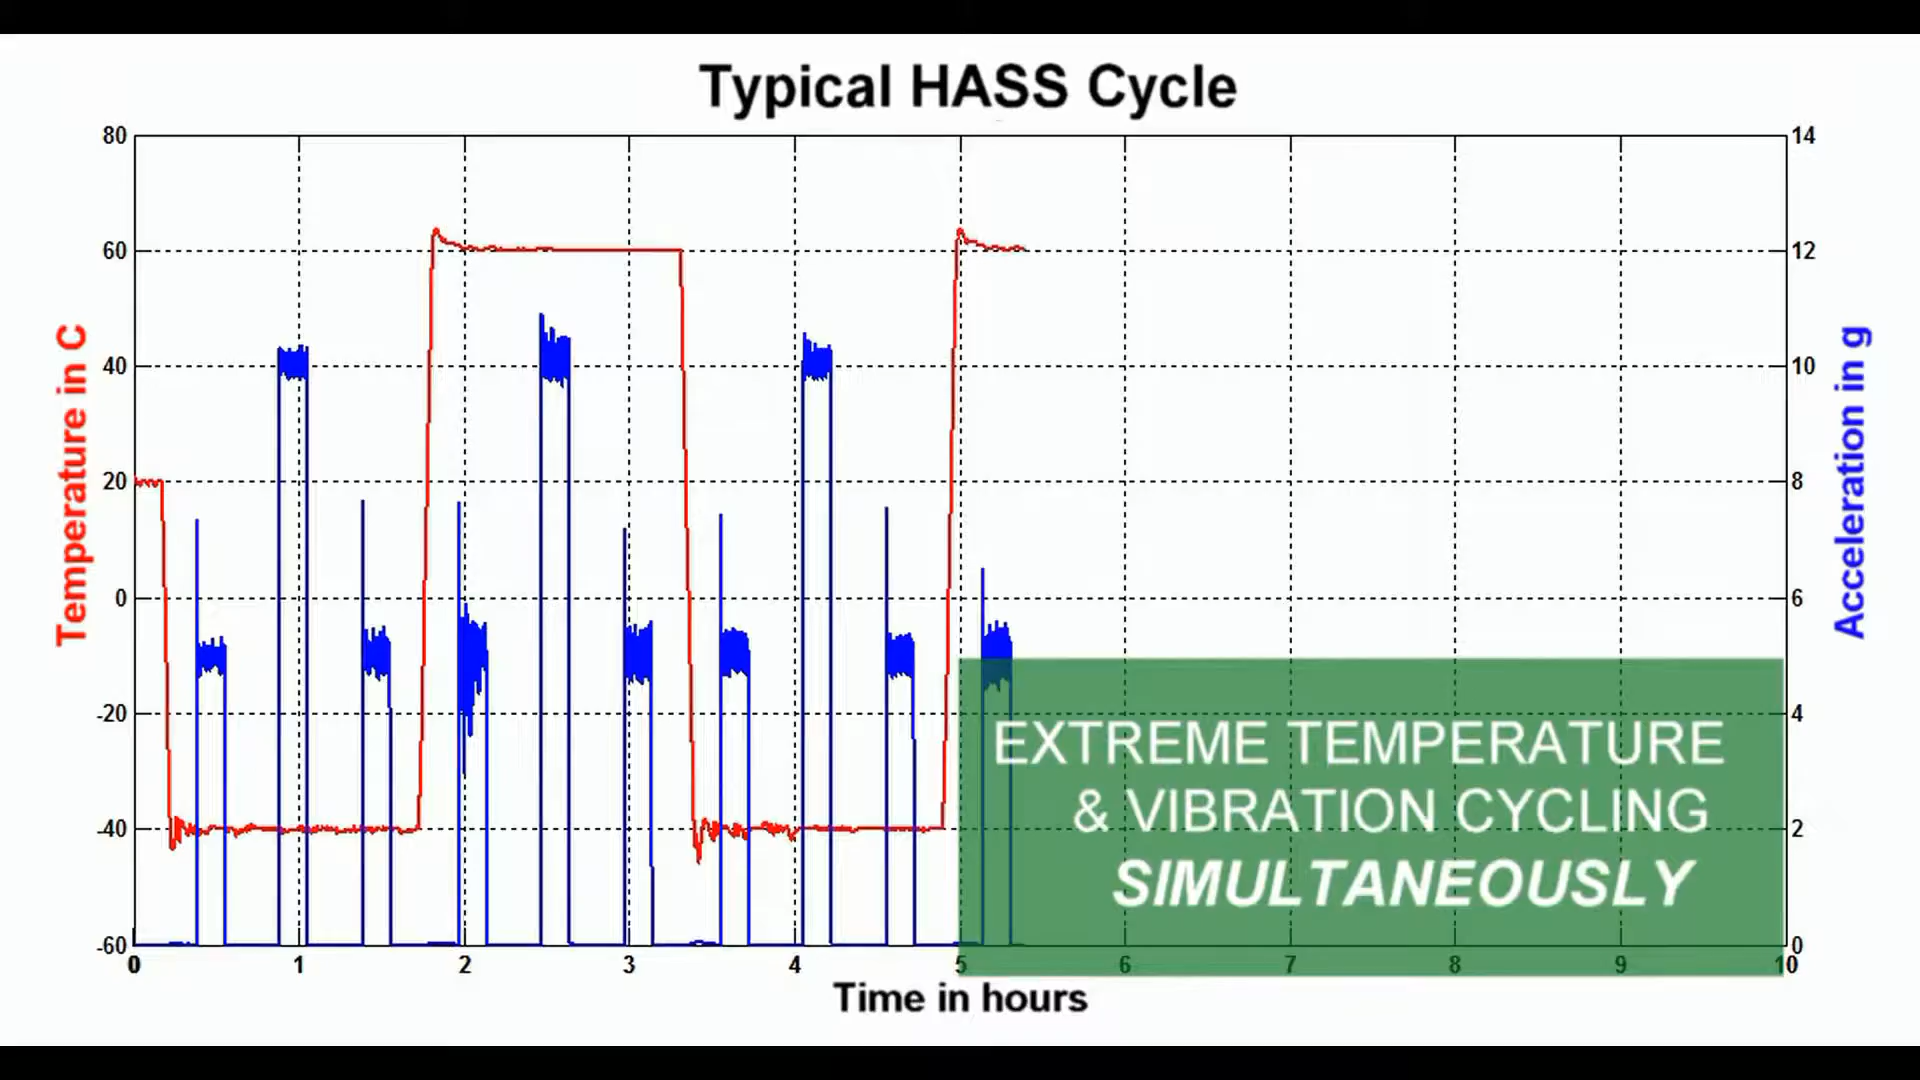 Typical HASS Cycle
80
60
40
20
0
-20
-40
-60
Temperature in C
14
12
10
8
6
4
2
0
Acceleration in g
EXTREME TEMPERATURE
& VIBRATION CYCLING
SIMULTANEOUSLY
0 1 2 3 4 5 6 7 8 9 10
Time in hours